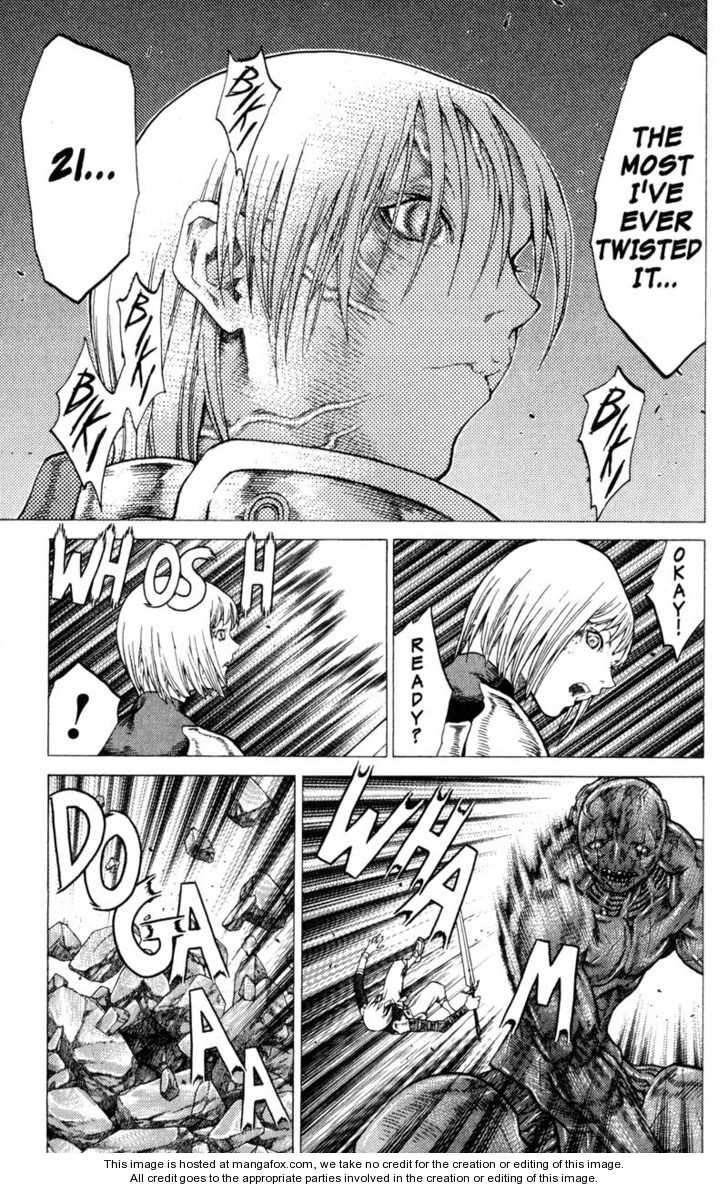 THE
MOST
I'VE
EVER
TWISTED
IT...
BIKI
21...
BIKI
BIKI
BIKI
OKAY!
READY?
WHOSH
!
WHAM
DOGAAAA
This image is hosted at mangafox.com, we take no credit for the creation or editing of this image.
All credit goes to the appropriate parties involved in the creation or editing of this image.